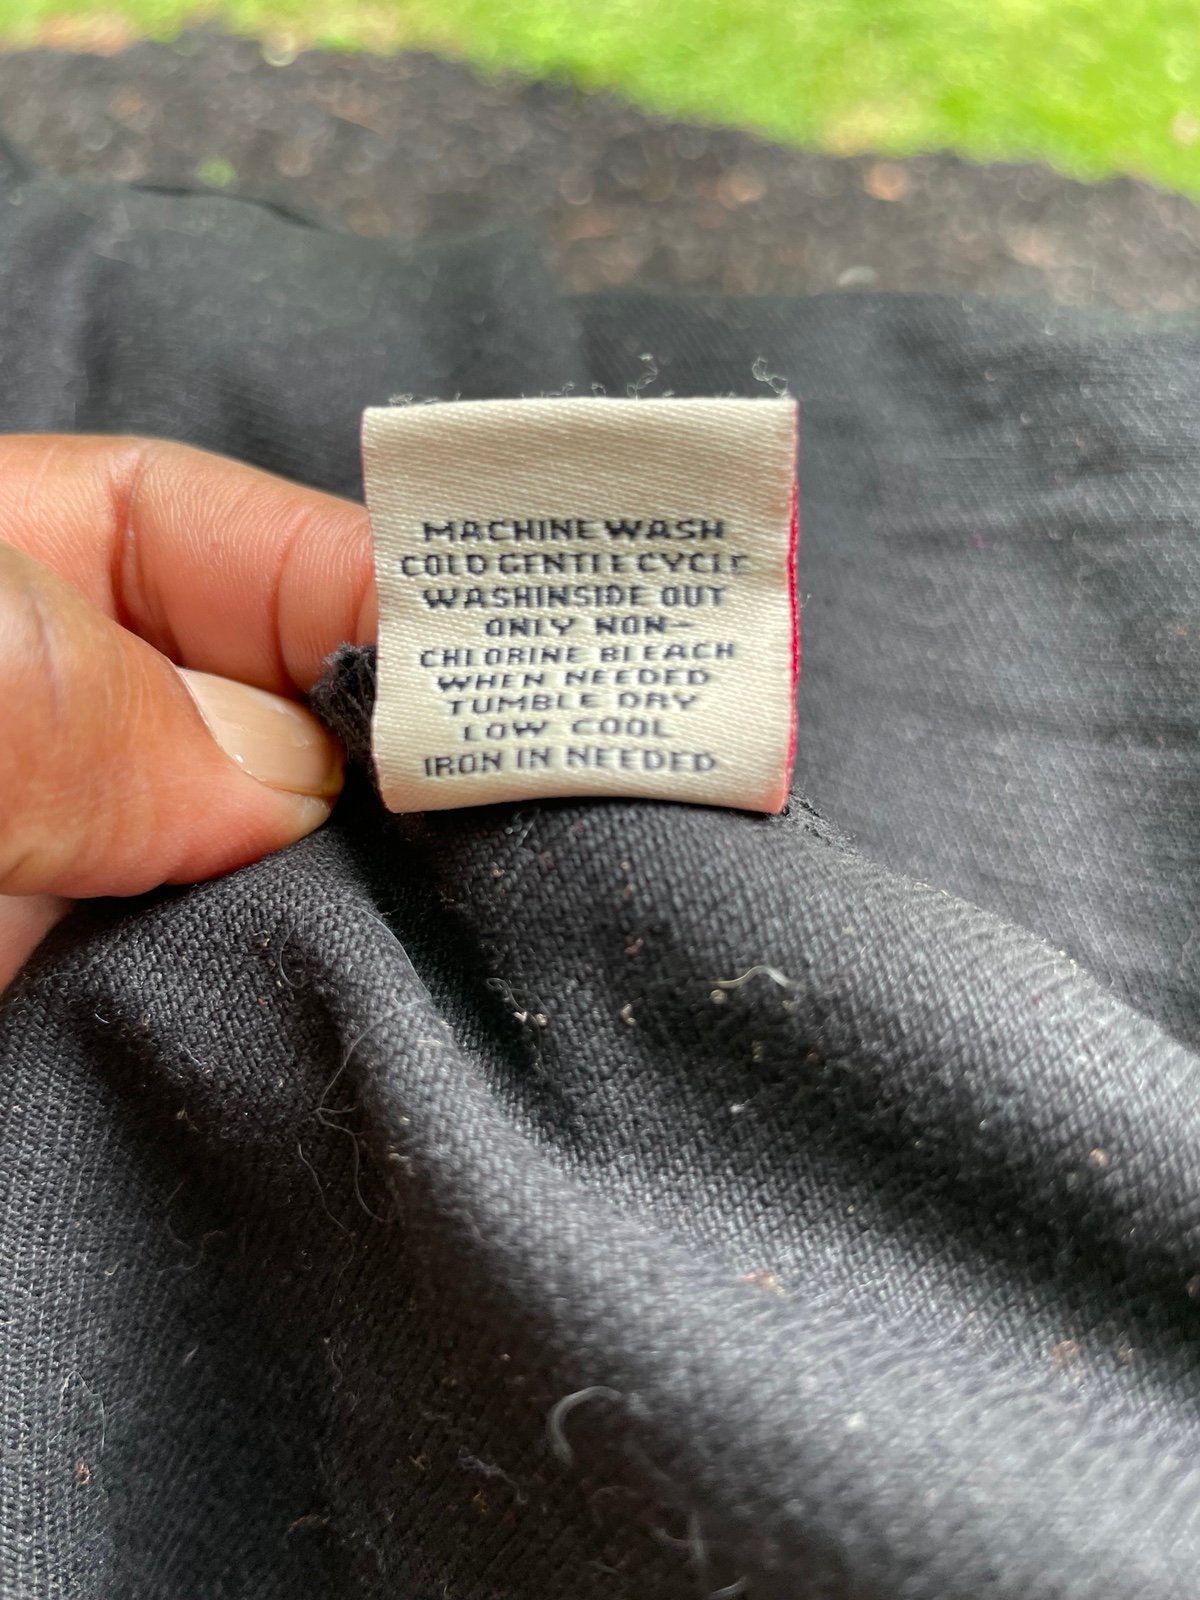 MACHINE WASH
COLD GENTLE CYCLE
WASHINSIDE OUT
ONLY NON-
CHLORINE BLEACH
WHEN NEEDED
TUMBLE DRY
LOW COOL
IRON IN NEEDED